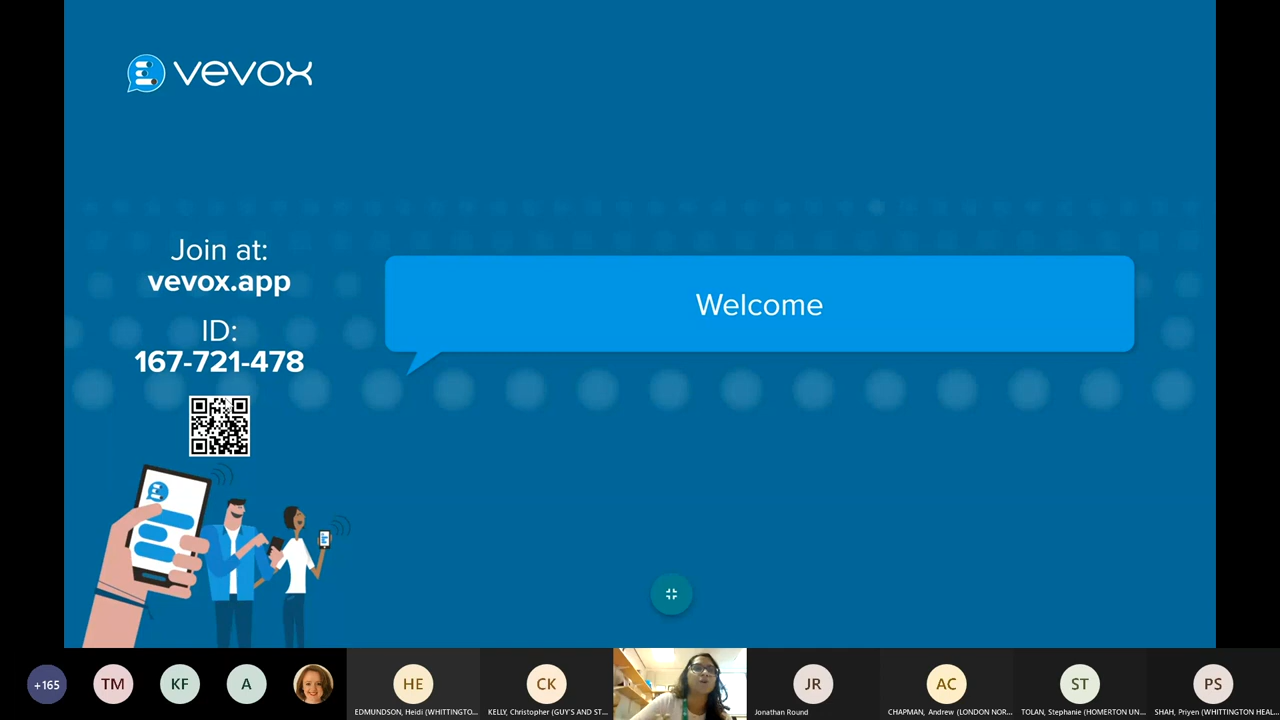 vevox
Join at:
vevox.app
ID:
167-721-478
Welcome
+165
TM
KF
A
HE
EDMUNDSON, Heidi (WHITTINGTO...
CK
KELLY, Christopher (GUY'S AND ST...
JR
Jonathan Round
AC
CHAPMAN, Andrew (LONDON NOR...
ST
TOLAN, Stephanie (HOMERTON UN...
PS
SHAH, Priyen (WHITTINGTON HEAL...